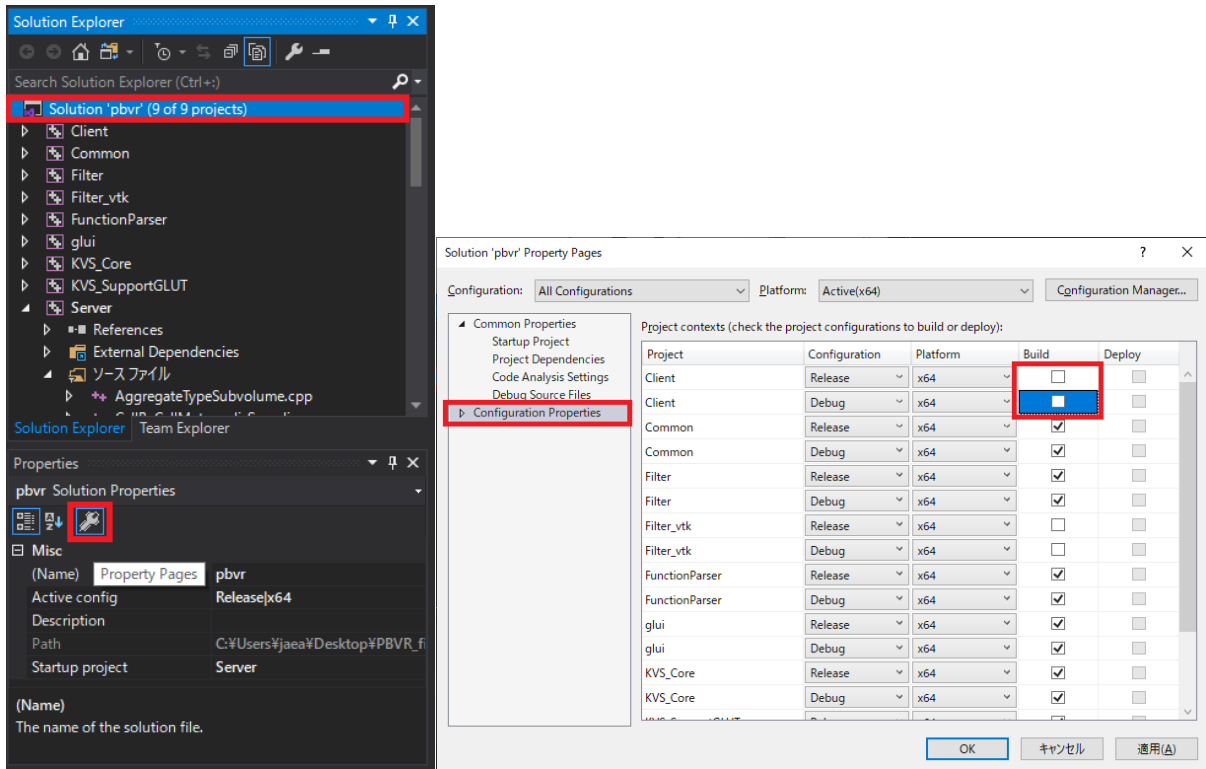 Solution Explorer
Search Solution Explorer (Ctrl+:)
Solution 'pbvr' (9 of 9 projects)
Client
Common
Filter
Filter_vtk
FunctionParser
glui
KVS_Core
KVS_SupportGLUT
Server
References
External Dependencies
ソース ファイル
AggregateTypeSubvolume.cpp
Solution Explorer Team Explorer
Properties
pbvr Solution Properties
Misc
(Name) Property Pages pbvr
Active config Release|x64
Description
Path C:¥Users¥jaea¥Desktop¥PBVR_fi
Startup project Server
(Name)
The name of the solution file.
Solution 'pbvr' Property Pages ?
Configuration: All Configurations Platform: Active(x64) Configuration Manager...
Common Properties
Startup Project
Project Dependencies
Code Analysis Settings
Debug Source Files
Configuration Properties
Project contexts (check the project configurations to build or deploy):
Project Configuration Platform Build Deploy
Client Release x64
Client Debug x64
Common Release x64
Common Debug x64
Filter Release x64
Filter Debug x64
Filter_vtk Release x64
Filter_vtk Debug x64
FunctionParser Release x64
FunctionParser Debug x64
glui Release x64
glui Debug x64
KVS_Core Release x64
KVS_Core Debug x64
OK キャンセル 適用(A)